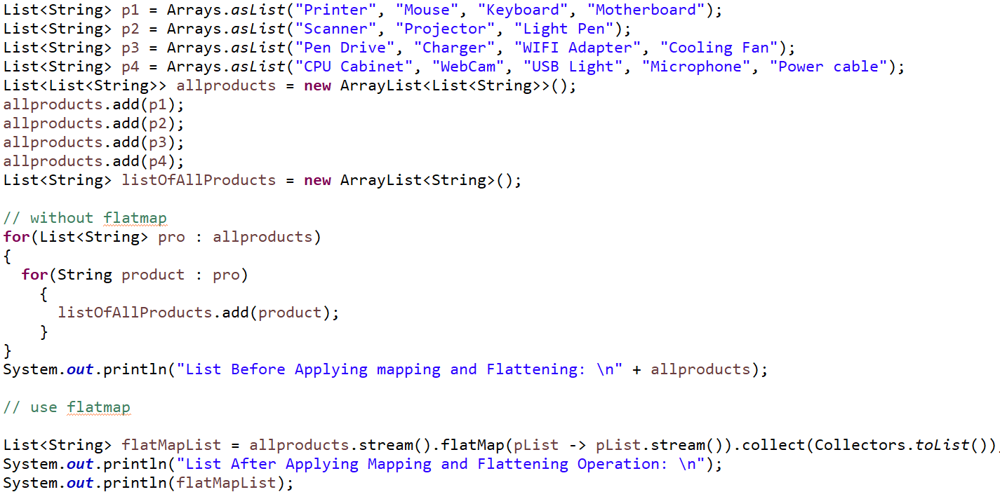 List<String> p1 = Arrays.asList("Printer", "Mouse", "Keyboard", "Motherboard");
List<String> p2 = Arrays.asList("Scanner", "Projector", "Light Pen");
List<String> p3 = Arrays.asList("Pen Drive", "Charger", "WIFI Adapter", "Cooling Fan");
List<String> p4 = Arrays.asList("CPU Cabinet", "WebCam", "USB Light", "Microphone", "Power cable");
List<List<String>> allproducts = new ArrayList<List<String>>();
allproducts.add(p1);
allproducts.add(p2);
allproducts.add(p3);
allproducts.add(p4);
List<String> listOfAllProducts = new ArrayList<String>();
// without flatmap
for(List<String> pro : allproducts)
{
for(String product : pro)
{
listOfAllProducts.add(product);
}
}
System.out.println("List Before Applying mapping and Flattening: \n" + allproducts);
// use flatmap
List<String> flatMapList = allproducts.stream().flatMap(pList -> pList.stream()).collect(Collectors.toList());
System.out.println("List After Applying Mapping and Flattening Operation: \n");
System.out.println(flatMapList);